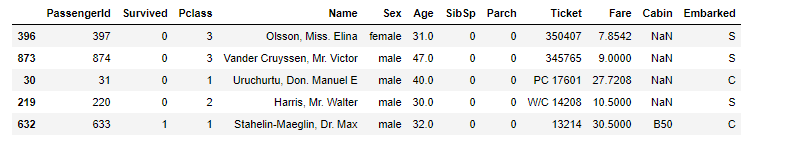 PassengerId Survived Pclass Name Sex Age SibSp Parch Ticket Fare Cabin Embarked
396 397 0 3 Olsson, Miss. Elina female 31.0 0 0 350407 7.8542 NaN S
873 874 0 3 Vander Cruyssen, Mr. Victor male 47.0 0 0 345765 9.0000 NaN S
30 31 0 1 Uruchurtu, Don. Manuel E male 40.0 0 0 PC 17601 27.7208 NaN C
219 220 0 2 Harris, Mr. Walter male 30.0 0 0 W/C 14208 10.5000 NaN S
632 633 1 1 Stahelin-Maeglin, Dr. Max male 32.0 0 0 13214 30.5000 B50 C